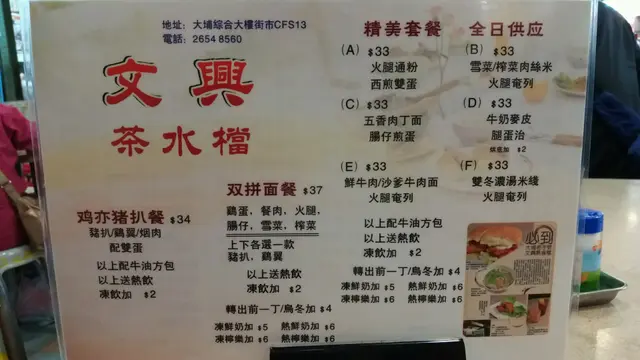 地址: 大埔綜合大樓街市CFS13
電話: 2654 8560
文興
茶水檔
精美套餐 全日供应
(A) $33
火腿通粉
西煎雙蛋
(B) $33
雪菜/榨菜肉絲米
火腿奄列
(C) $33
五香肉丁面
腸仔煎蛋
(D) $33
牛奶麥皮
腿蛋治
烘底加 $2
(E) $33
鮮牛肉/沙爹牛肉面
火腿奄列
(F) $33
雙冬濃湯米线
火腿奄列
以上配牛油方包
以上送熱飲
凍飲加 $2
轉出前一丁/烏冬加 $4
凍鮮奶加 $5 熱鮮奶加 $6
凍檸樂加 $6 熱檸樂加 $6
鸡亦猪扒餐 $34
豬扒/鷄翼/烟肉
配雙蛋
以上配牛油方包
以上送熱飲
凍飲加 $2
双拼面餐 $37
鷄蛋, 餐肉, 火腿,
腸仔, 雪菜, 榨菜
上下各選一款
豬扒, 鷄翼
以上送熱飲
凍飲加 $2
轉出前一丁/烏冬加 $4
凍鮮奶加 $5 熱鮮奶加 $6
凍檸樂加 $6 熱檸樂加 $6
必到